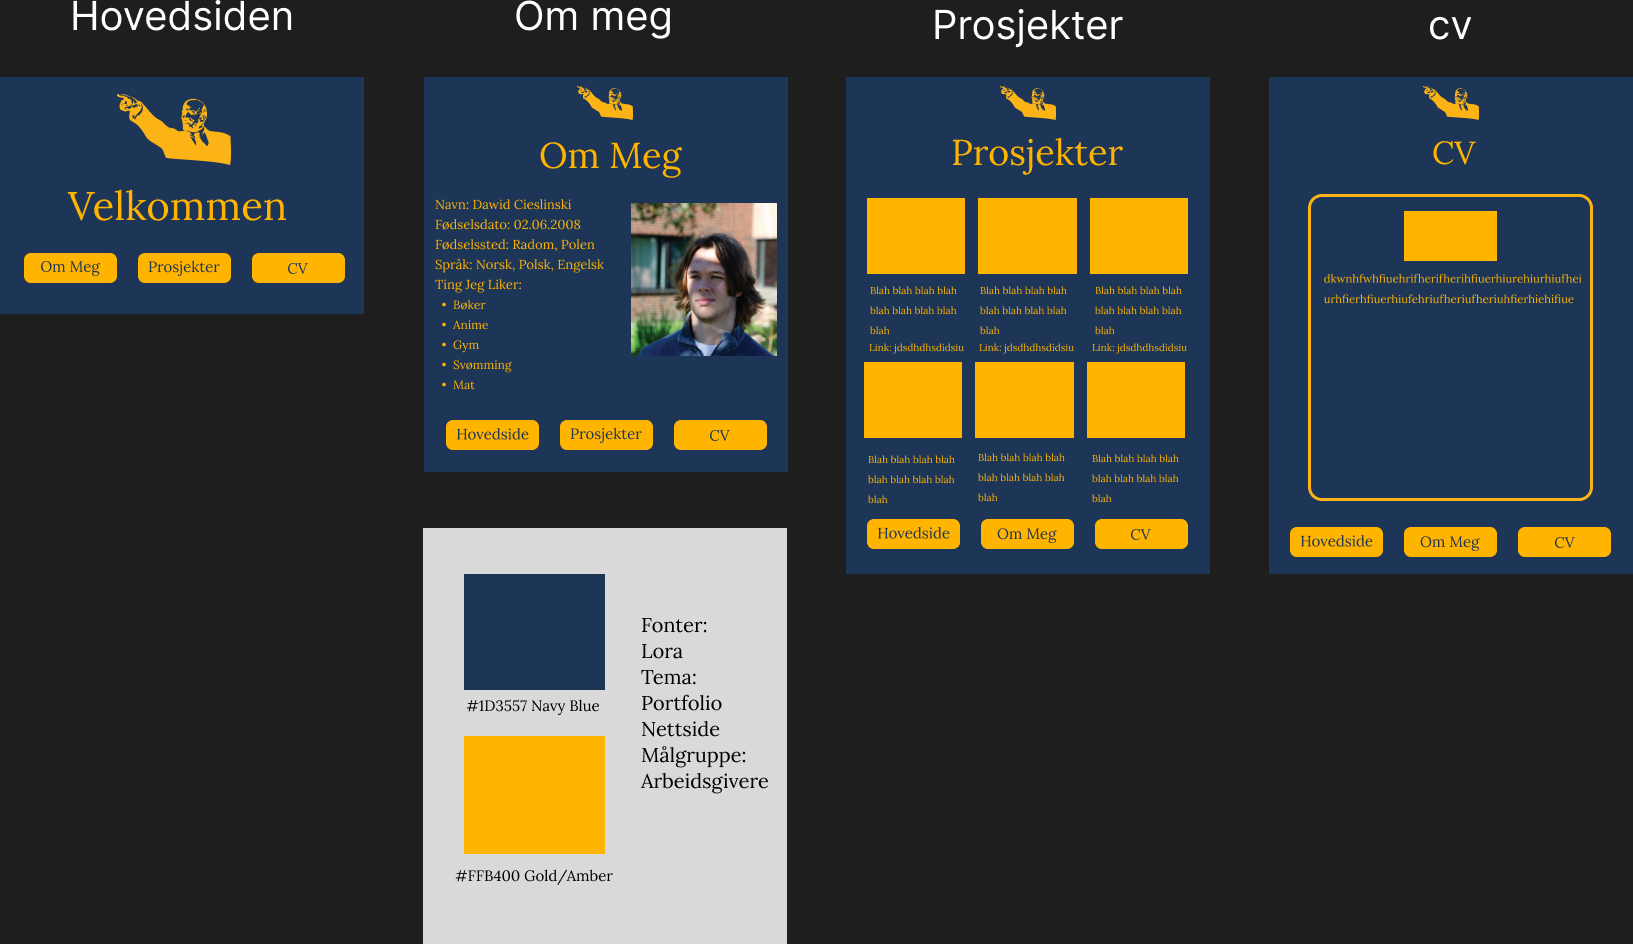 Hovedsiden
Om meg
Prosjekter
cv
Velkommen
Om Meg
Prosjekter
CV
Om Meg
Navn: Dawid Cieslinski
Fødselsdato: 02.06.2008
Fødselssted: Radom, Polen
Språk: Norsk, Polsk, Engelsk
Ting Jeg Liker:
• Bøker
• Anime
• Gym
• Svømming
• Mat
Hovedside
Prosjekter
CV
#1D3557 Navy Blue
#FFB400 Gold/Amber
Fonter:
Lora
Tema:
Portfolio
Nettside
Målgruppe:
Arbeidsgivere
Prosjekter
Blah blah blah blah
blah blah blah blah
blah
Link: jdsdhdhsdidsiu
Blah blah blah blah
blah blah blah blah
blah
Link: jdsdhdhsdidsiu
Blah blah blah blah
blah blah blah blah
blah
Link: jdsdhdhsdidsiu
Blah blah blah blah
blah blah blah blah
blah
Blah blah blah blah
blah blah blah blah
blah
Blah blah blah blah
blah blah blah blah
blah
Hovedside
Om Meg
CV
CV
dkwnhfwhfiuehrifherifherihfiuerhiurehiurhiufhei
urhfierhfiuerhiufehriufheriufheriuhfierhiehifiue
Hovedside
Om Meg
CV